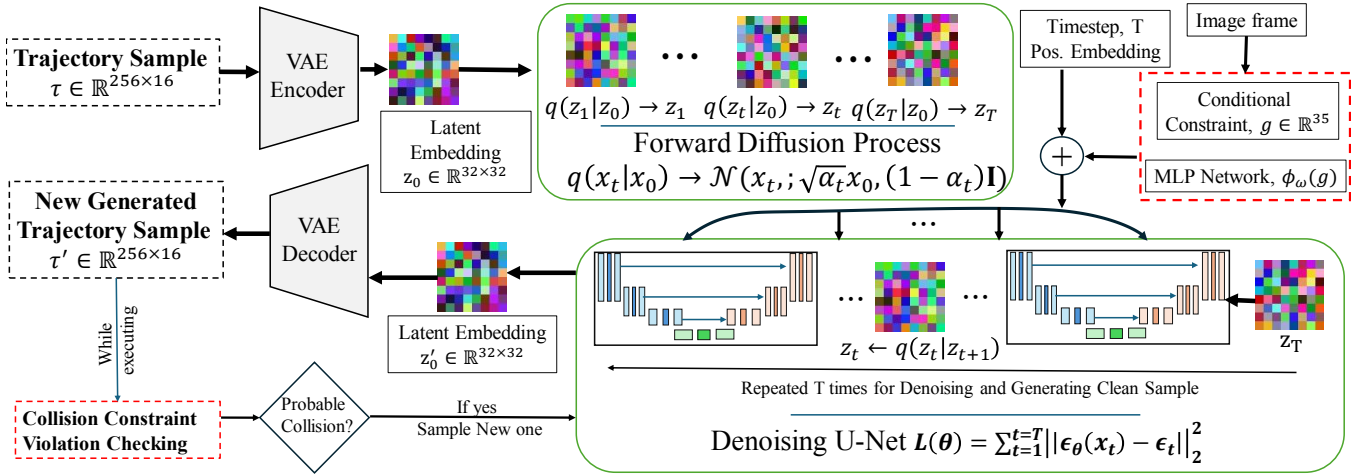 Trajectory Sample
τ ∈ ℝ^{256×16}
VAE
Encoder
Latent
Embedding
z_0 ∈ ℝ^{32×32}
q(z_1|z_0) → z_1
q(z_t|z_0) → z_t
q(z_T|z_0) → z_T
Forward Diffusion Process
q(x_t|x_0) → 𝒩(x_t,; √α_t x_0, (1 − α_t)I)
Timestep, T
Pos. Embedding
Image frame
Conditional
Constraint, g ∈ ℝ^{35}
MLP Network, ϕ_ω(g)
+
New Generated
Trajectory Sample
τ′ ∈ ℝ^{256×16}
VAE
Decoder
Latent Embedding
z′_0 ∈ ℝ^{32×32}
...
z_t ← q(z_t|z_{t+1})
z_T
Repeated T times for Denoising and Generating Clean Sample
Denoising U-Net L(θ) = ∑_{t=1}^{t=T} ||ϵ_θ(x_t) − ϵ_t||_2^2
While
executing
Collision Constraint
Violation Checking
Probable
Collision?
If yes
Sample New one